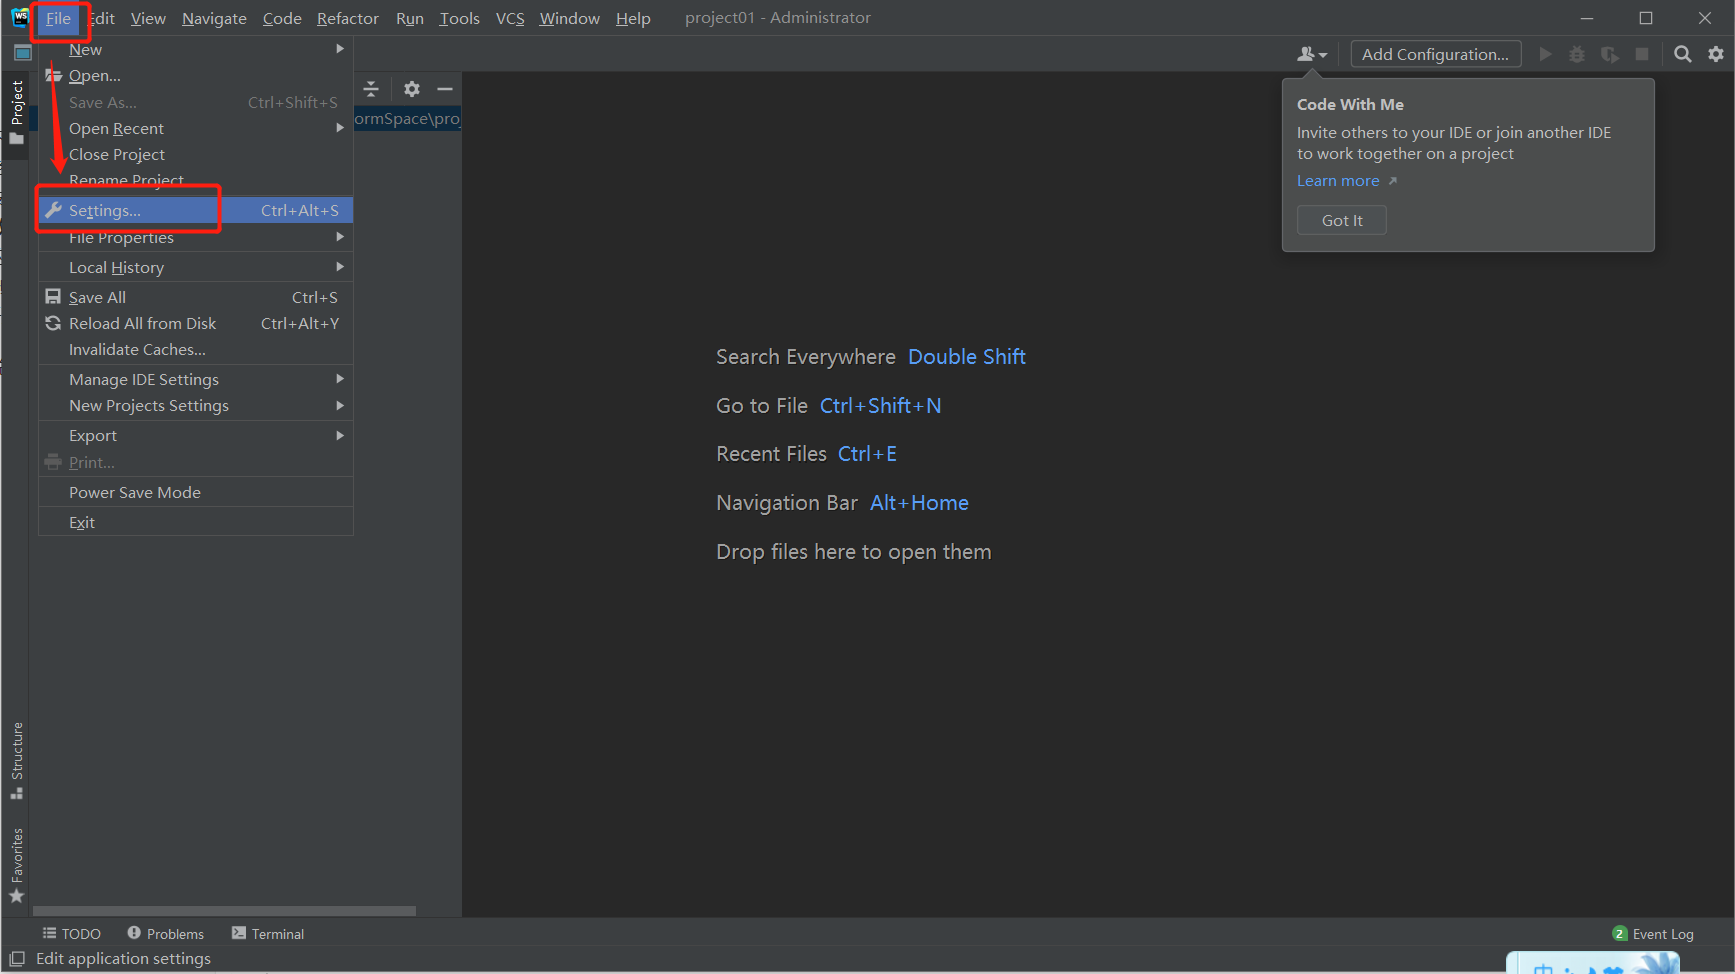 WS File Edit View Navigate Code Refactor Run Tools VCS Window Help project01 - Administrator
Add Configuration...
New
Open...
Save As... Ctrl+Shift+S
Open Recent
Close Project
Rename Project...
Settings... Ctrl+Alt+S
File Properties
Local History
Save All Ctrl+S
Reload All from Disk Ctrl+Alt+Y
Invalidate Caches...
Manage IDE Settings
New Projects Settings
Export
Print...
Power Save Mode
Exit
ormSpace\proj
Project
Structure
Favorites
Code With Me
Invite others to your IDE or join another IDE
to work together on a project
Learn more
Got It
Search Everywhere Double Shift
Go to File Ctrl+Shift+N
Recent Files Ctrl+E
Navigation Bar Alt+Home
Drop files here to open them
TODO Problems Terminal 2 Event Log
Edit application settings
中